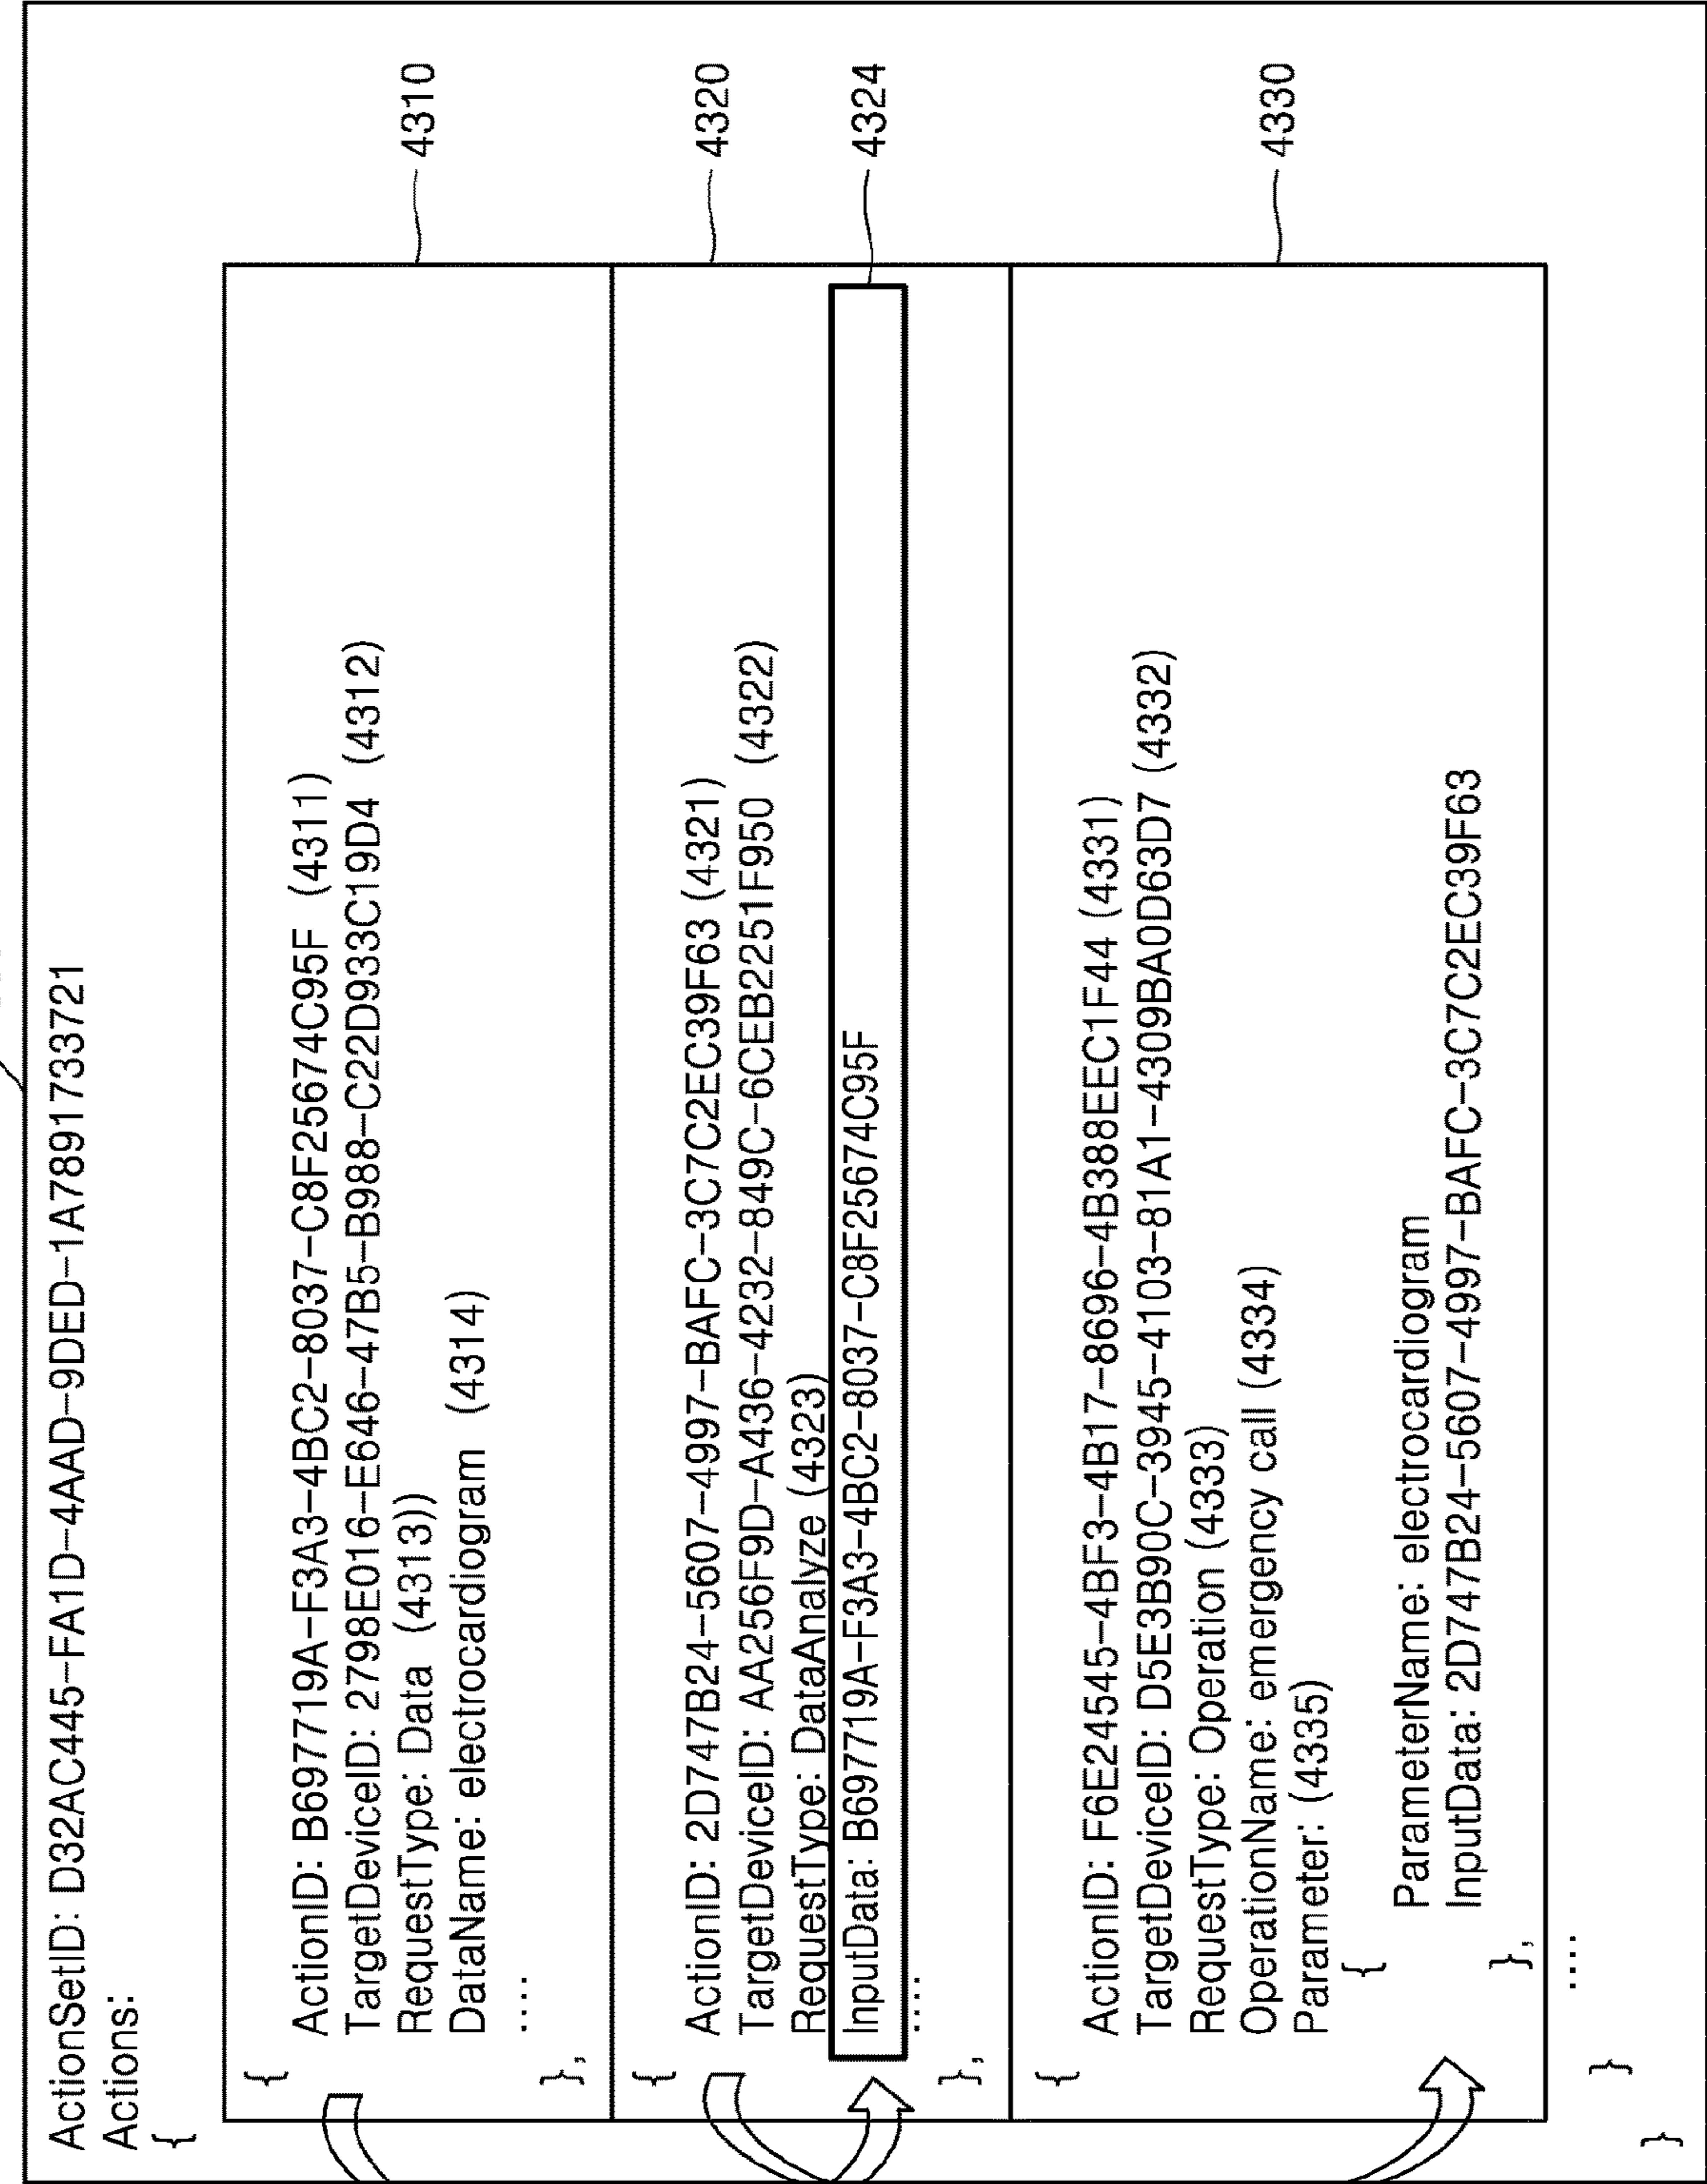 ActionSetID: D32AC445-FA1D-4AAD-9DED-1A7891733721
Actions:
{
{
ActionID: B697719A-F3A3-4BC2-8037-C8F25674C95F (4311)
TargetDeviceID: 2798E016-E646-47B5-B988-C22D933C19D4 (4312)
RequestType: Data (4313))
DataName: electrocardiogram (4314)
....
},
4310
{
ActionID: 2D747B24-5607-4997-BAFC-3C7C2EC39F63 (4321)
TargetDeviceID: AA256F9D-A436-4232-849C-6CEB2251F950 (4322)
RequestType: DataAnalyze (4323)
InputData: B697719A-F3A3-4BC2-8037-C8F25674C95F
....
},
4320
4324
{
ActionID: F6E24545-4BF3-4B17-8696-4B388EEC1F44 (4331)
TargetDeviceID: D5E3B90C-3945-4103-81A1-4309BA0D63D7 (4332)
RequestType: Operation (4333)
OperationName: emergency call (4334)
Parameter: (4335)
{
ParameterName: electrocardiogram
InputData: 2D747B24-5607-4997-BAFC-3C7C2EC39F63
},
4330
....
}
}